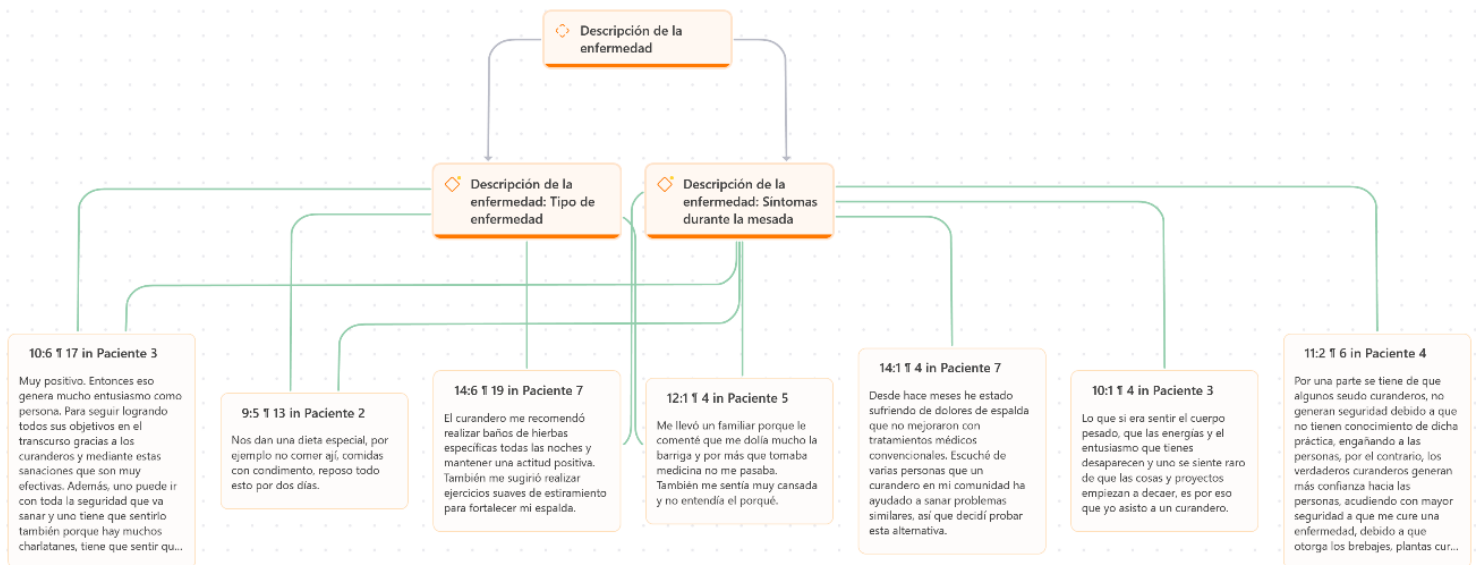 Descripción de la
enfermedad
Descripción de la
enfermedad: Tipo de
enfermedad
Descripción de la
enfermedad: Síntomas
durante la mesada
10:6 ¶ 17 in Paciente 3
Muy positivo. Entonces eso
genera mucho entusiasmo como
persona. Para seguir logrando
todos sus objetivos en el
transcurso gracias a los
curanderos y mediante estas
sanaciones que son muy
efectivas. Además, uno puede ir
con toda la seguridad que va
sanar y uno tiene que sentirlo
también porque hay muchos
charlatanes, tiene que sentir qu...
9:5 ¶ 13 in Paciente 2
Nos dan una dieta especial, por
ejemplo no comer ají, comidas
con condimento, reposo todo
esto por dos días.
14:6 ¶ 19 in Paciente 7
El curandero me recomendó
realizar baños de hierbas
específicas todas las noches y
mantener una actitud positiva.
También me sugirió realizar
ejercicios suaves de estiramiento
para fortalecer mi espalda.
12:1 ¶ 4 in Paciente 5
Me llevó un familiar porque le
comenté que me dolía mucho la
barriga y por más que tomaba
medicina no me pasaba.
También me sentía muy cansada
y no entendía el porqué.
14:1 ¶ 4 in Paciente 7
Desde hace meses he estado
sufriendo de dolores de espalda
que no mejoraron con
tratamientos médicos
convencionales. Escuché de
varias personas que un
curandero en mi comunidad ha
ayudado a sanar problemas
similares, así que decidí probar
esta alternativa.
10:1 ¶ 4 in Paciente 3
Lo que si era sentir el cuerpo
pesado, que las energías y el
entusiasmo que tienes
desaparecen y uno se siente raro
de que las cosas y proyectos
empiezan a decaer, es por eso
que yo asisto a un curandero.
11:2 ¶ 6 in Paciente 4
Por una parte se tiene de que
algunos seudo curanderos, no
generan seguridad debido a que
no tienen conocimiento de dicha
práctica, engañando a las
personas, por el contrario, los
verdaderos curanderos generan
más confianza hacia las
personas, acudiendo con mayor
seguridad a que me cure una
enfermedad, debido a que
otorga los brebajes, plantas cur...